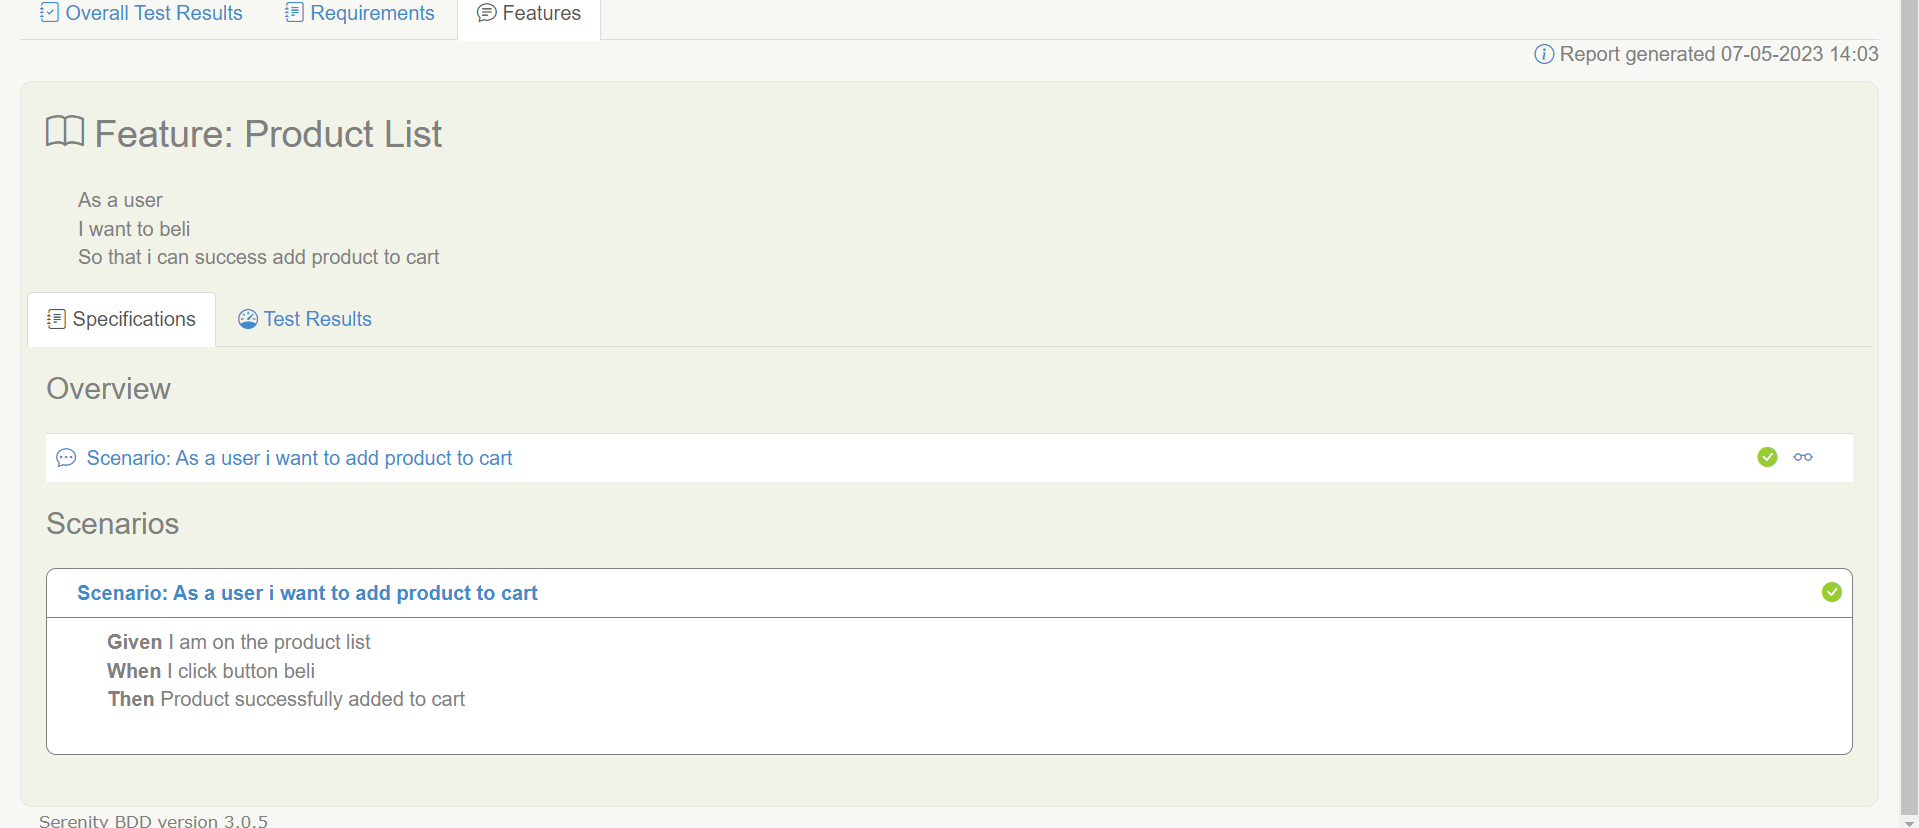 Overall Test Results
Requirements
Features
Report generated 07-05-2023 14:03
Feature: Product List
As a user
I want to beli
So that i can success add product to cart
Specifications
Test Results
Overview
Scenario: As a user i want to add product to cart
Scenarios
Scenario: As a user i want to add product to cart
Given I am on the product list
When I click button beli
Then Product successfully added to cart
Serenity BDD version 3.0.5